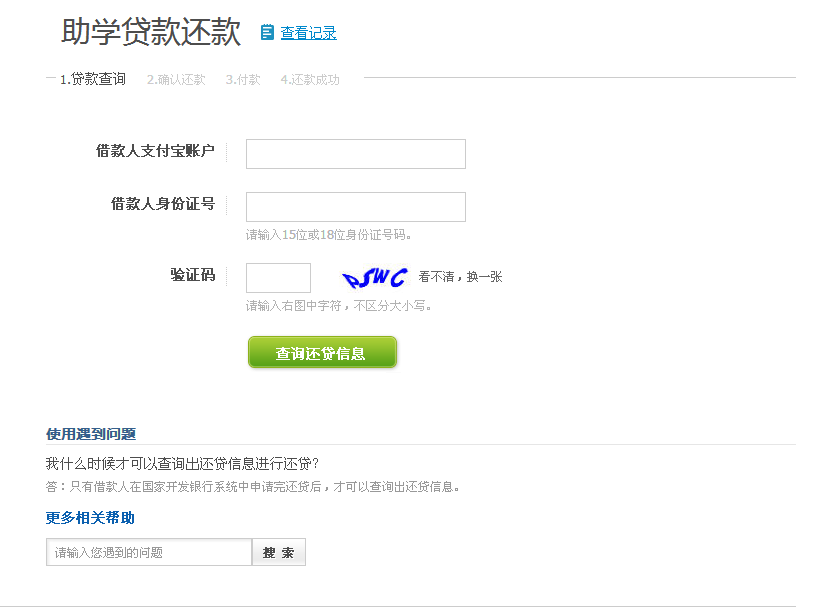 助学贷款还款 查看记录
1.贷款查询 2.确认还款 3.付款 4.还款成功
借款人支付宝账户
借款人身份证号
请输入15位或18位身份证号码。
验证码 PSWC 看不清，换一张
请输入右图中字符，不区分大小写。
查询还贷信息
使用遇到问题
我什么时候才可以查询出还贷信息进行还贷?
答：只有借款人在国家开发银行系统中申请完还贷后，才可以查询出还贷信息。
更多相关帮助
请输入您遇到的问题 搜 索